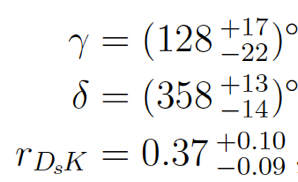 γ = (128 +17 −22)°
δ = (358 +13 −14)°
r_{D_sK} = 0.37 +0.10 −0.09 ,